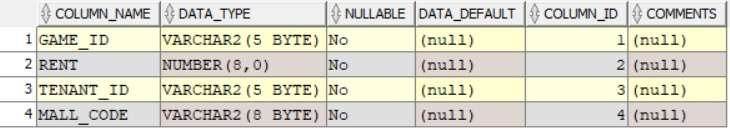 COLUMN_NAME DATA_TYPE NULLABLE DATA_DEFAULT COLUMN_ID COMMENTS
1 GAME_ID VARCHAR2(5 BYTE) No (null) 1 (null)
2 RENT NUMBER(8,0) No (null) 2 (null)
3 TENANT_ID VARCHAR2(5 BYTE) No (null) 3 (null)
4 MALL_CODE VARCHAR2(8 BYTE) No (null) 4 (null)